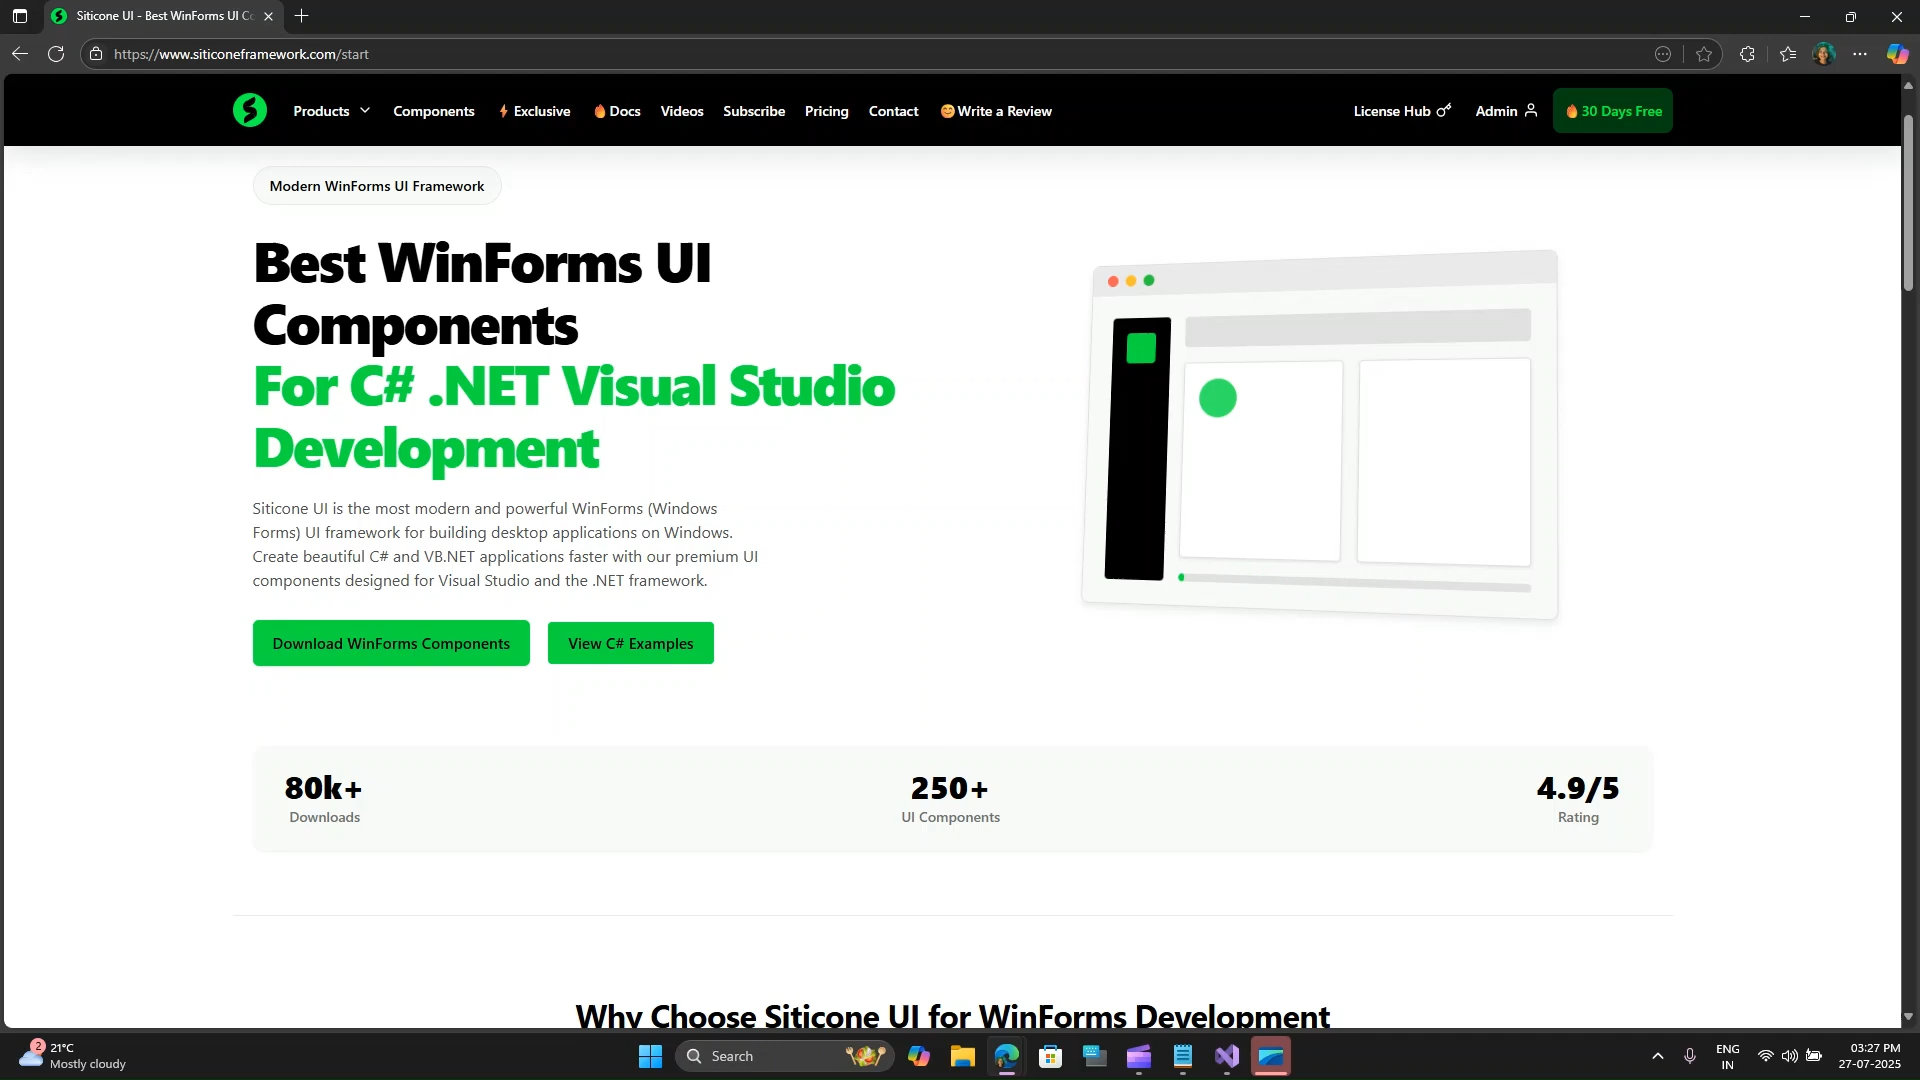 Siticone UI - Best WinForms UI Co
https://www.siticoneframework.com/start
Products
Components
Exclusive
Docs
Videos
Subscribe
Pricing
Contact
Write a Review
License Hub
Admin
30 Days Free
Modern WinForms UI Framework
Best WinForms UI
Components
For C# .NET Visual Studio
Development
Siticone UI is the most modern and powerful WinForms (Windows
Forms) UI framework for building desktop applications on Windows.
Create beautiful C# and VB.NET applications faster with our premium UI
components designed for Visual Studio and the .NET framework.
Download WinForms Components
View C# Examples
80k+
Downloads
250+
UI Components
4.9/5
Rating
Why Choose Siticone UI for WinForms Development
2
21°C
Mostly cloudy
Search
ENG
IN
03:27 PM
27-07-2025